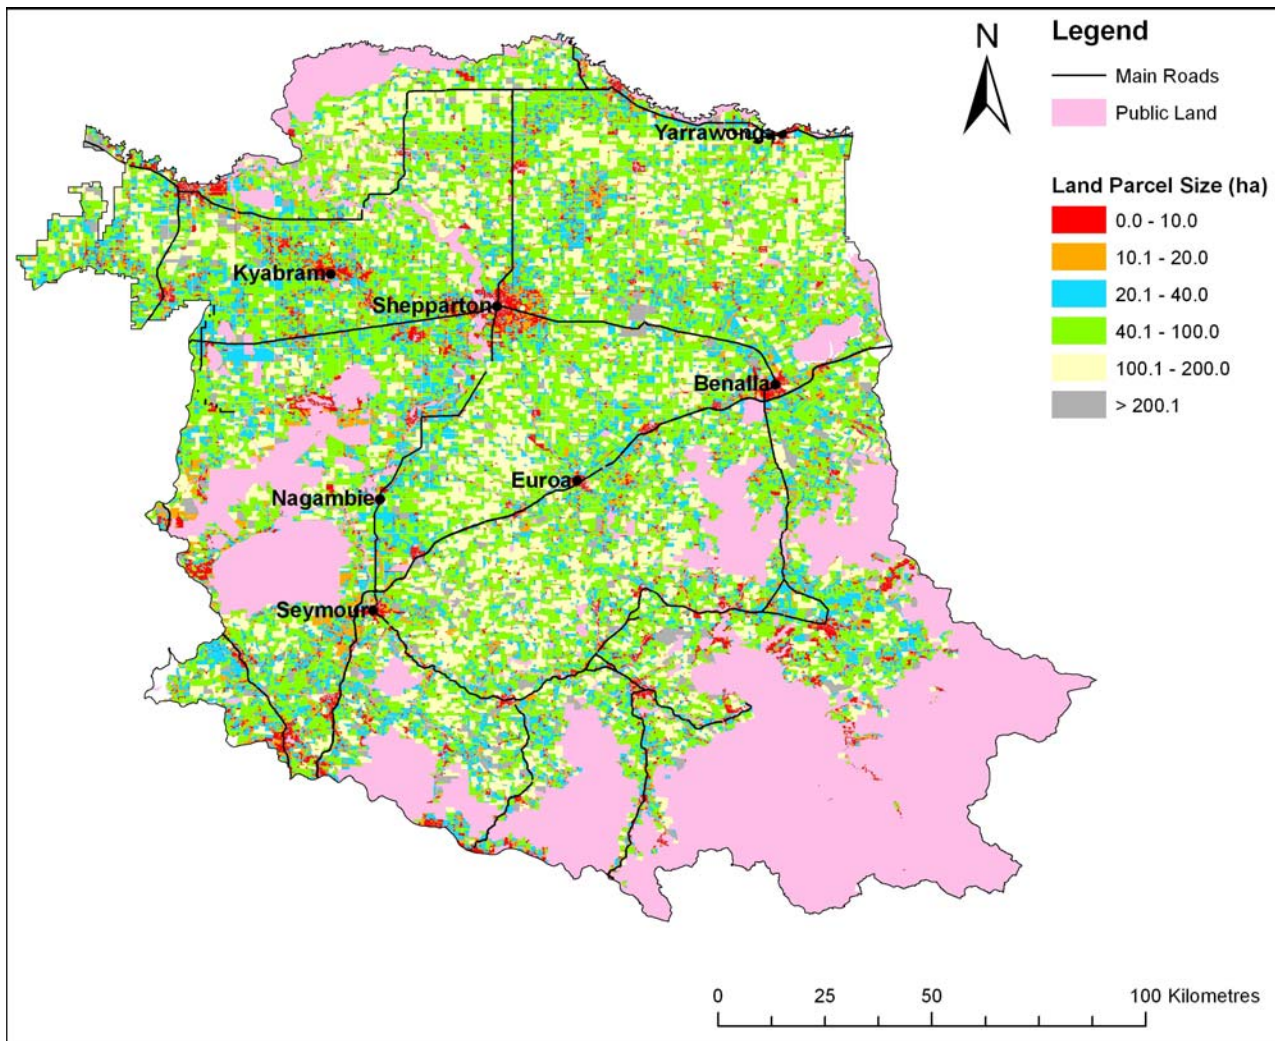 N
Legend
Main Roads
Public Land
Land Parcel Size (ha)
0.0 - 10.0
10.1 - 20.0
20.1 - 40.0
40.1 - 100.0
100.1 - 200.0
> 200.1
Yarrawonga
Kyabram
Shepparton
Benalla
Euroa
Nagambie
Seymour
0 25 50 100 Kilometres